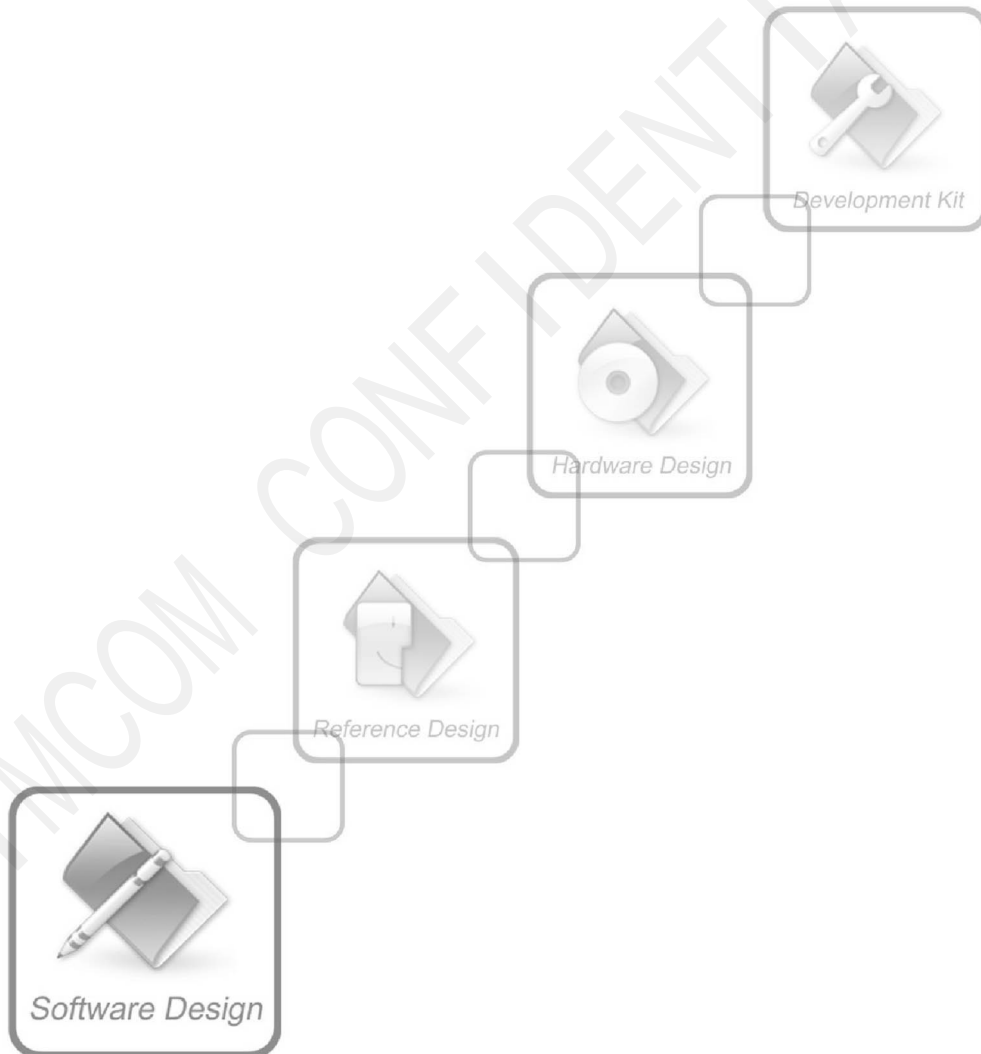 Development Kit
Hardware Design
Reference Design
Software Design